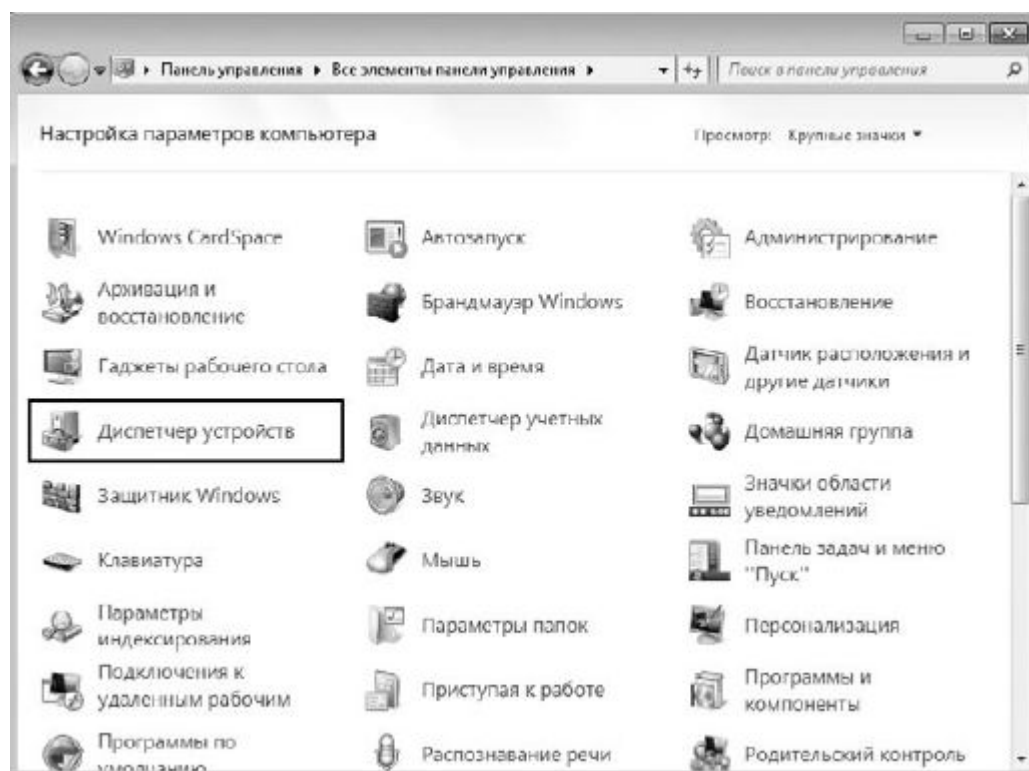 Панель управления ▸ Все элементы панели управления ▸
Поиск в панели управления
Настройка параметров компьютера
Просмотр: Крупные значки
Windows CardSpace
Автозапуск
Администрирование
Архивация и
восстановление
Брандмауэр Windows
Восстановление
Гаджеты рабочего стола
Дата и время
Датчик расположения и
другие датчики
Диспетчер устройств
Диспетчер учетных
данных
Домашняя группа
Защитник Windows
Звук
Значки области
уведомлений
Клавиатура
Мышь
Панель задач и меню
"Пуск"
Параметры
индексирования
Параметры папок
Персонализация
Подключения к
удаленным рабочим
Приступая к работе
Программы и
компоненты
Программы по
умолчанию
Распознавание речи
Родительский контроль